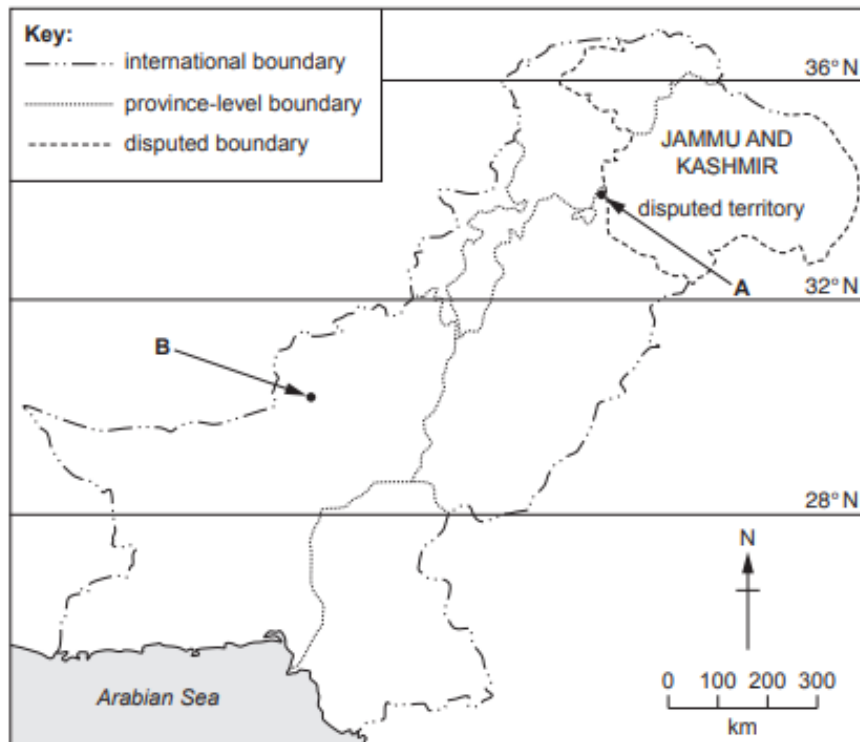 Key:
international boundary
province-level boundary
disputed boundary
36° N
JAMMU AND
KASHMIR
disputed territory
A
32° N
B
28° N
N
0 100 200 300
km
Arabian Sea